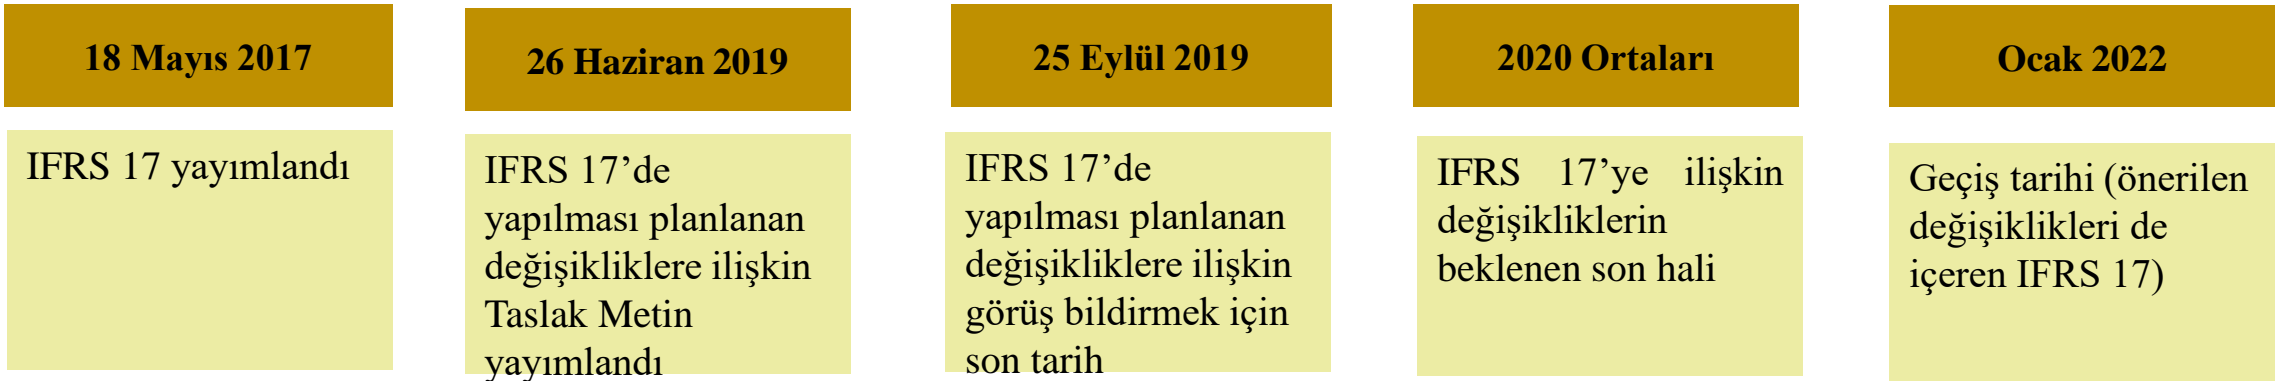 18 Mayıs 2017
IFRS 17 yayımlandı
26 Haziran 2019
IFRS 17’de
yapılması planlanan
değişikliklere ilişkin
Taslak Metin
yayımlandı
25 Eylül 2019
IFRS 17’de
yapılması planlanan
değişikliklere ilişkin
görüş bildirmek için
son tarih
2020 Ortaları
IFRS 17’ye ilişkin
değişikliklerin
beklenen son hali
Ocak 2022
Geçiş tarihi (önerilen
değişiklikleri de
içeren IFRS 17)